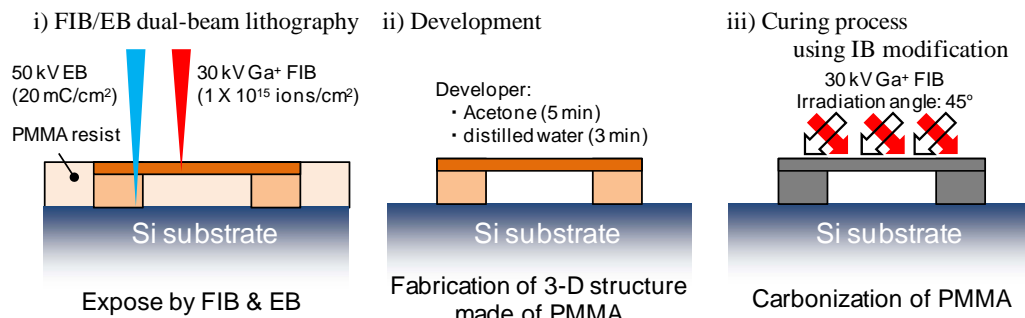 i) FIB/EB dual-beam lithography
50 kV EB
(20 mC/cm²)
30 kV Ga⁺ FIB
(1 X 10¹⁵ ions/cm²)
PMMA resist
Si substrate
Expose by FIB & EB
ii) Development
Developer:
・Acetone (5 min)
・distilled water (3 min)
Si substrate
Fabrication of 3-D structure
made of PMMA
iii) Curing process
using IB modification
30 kV Ga⁺ FIB
Irradiation angle: 45°
Si substrate
Carbonization of PMMA